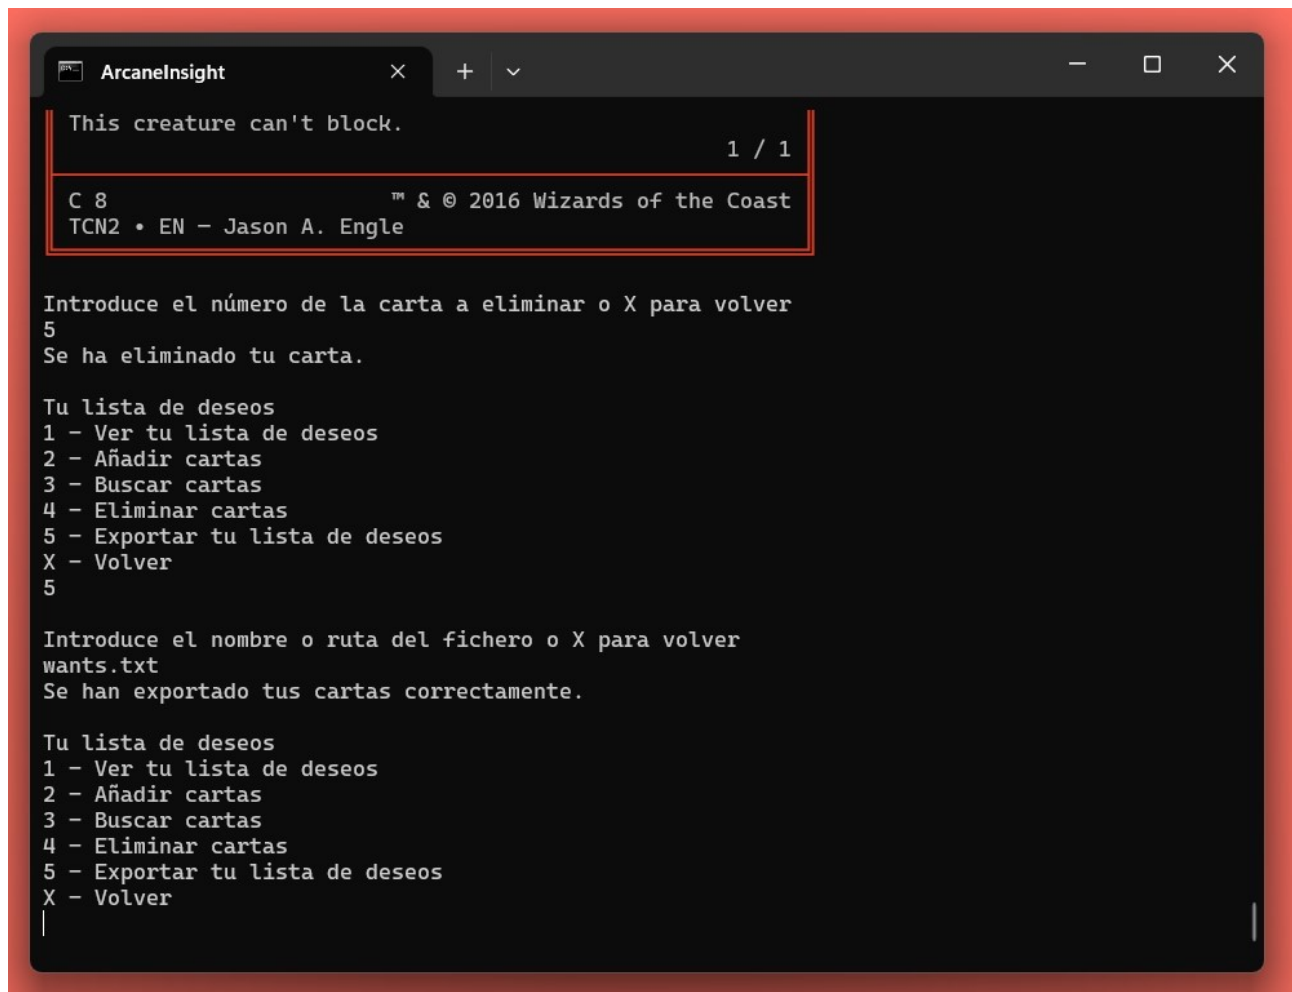 ArcaneInsight
This creature can't block.
1 / 1
C 8 ™ & © 2016 Wizards of the Coast
TCN2 • EN — Jason A. Engle
Introduce el número de la carta a eliminar o X para volver
5
Se ha eliminado tu carta.
Tu lista de deseos
1 - Ver tu lista de deseos
2 - Añadir cartas
3 - Buscar cartas
4 - Eliminar cartas
5 - Exportar tu lista de deseos
X - Volver
5
Introduce el nombre o ruta del fichero o X para volver
wants.txt
Se han exportado tus cartas correctamente.
Tu lista de deseos
1 - Ver tu lista de deseos
2 - Añadir cartas
3 - Buscar cartas
4 - Eliminar cartas
5 - Exportar tu lista de deseos
X - Volver